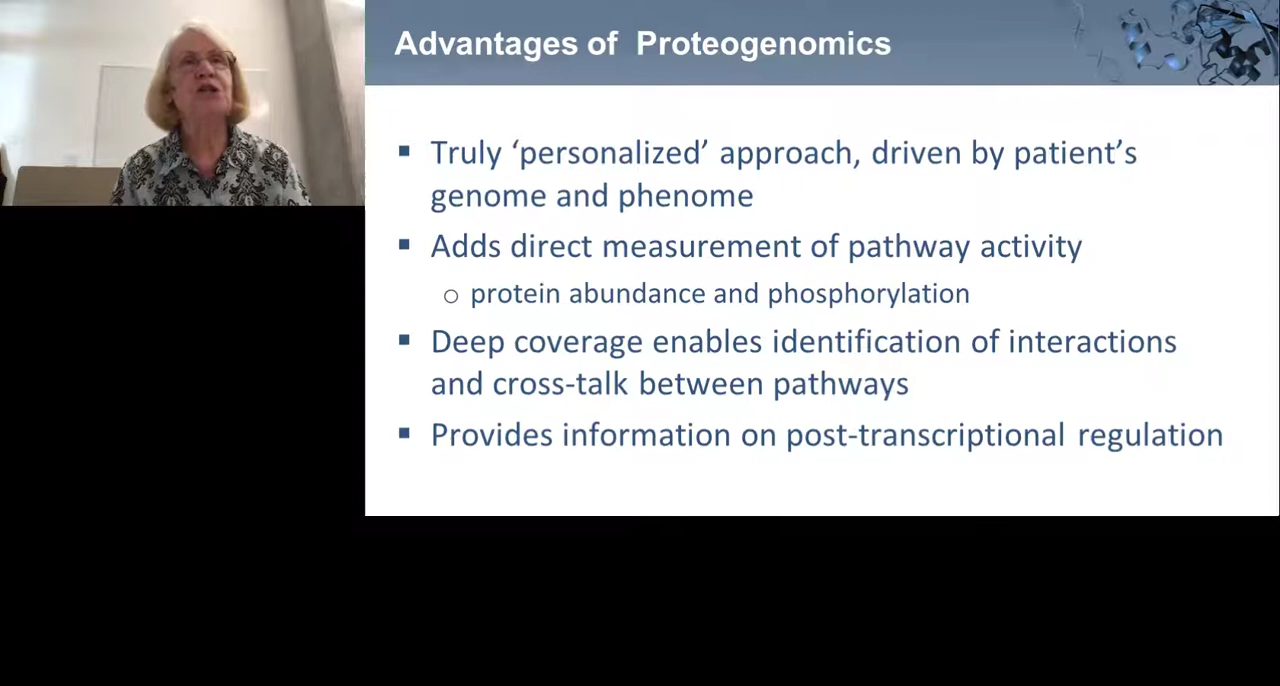 Advantages of Proteogenomics
▪ Truly ‘personalized’ approach, driven by patient’s
genome and phenome
▪ Adds direct measurement of pathway activity
o protein abundance and phosphorylation
▪ Deep coverage enables identification of interactions
and cross-talk between pathways
▪ Provides information on post-transcriptional regulation